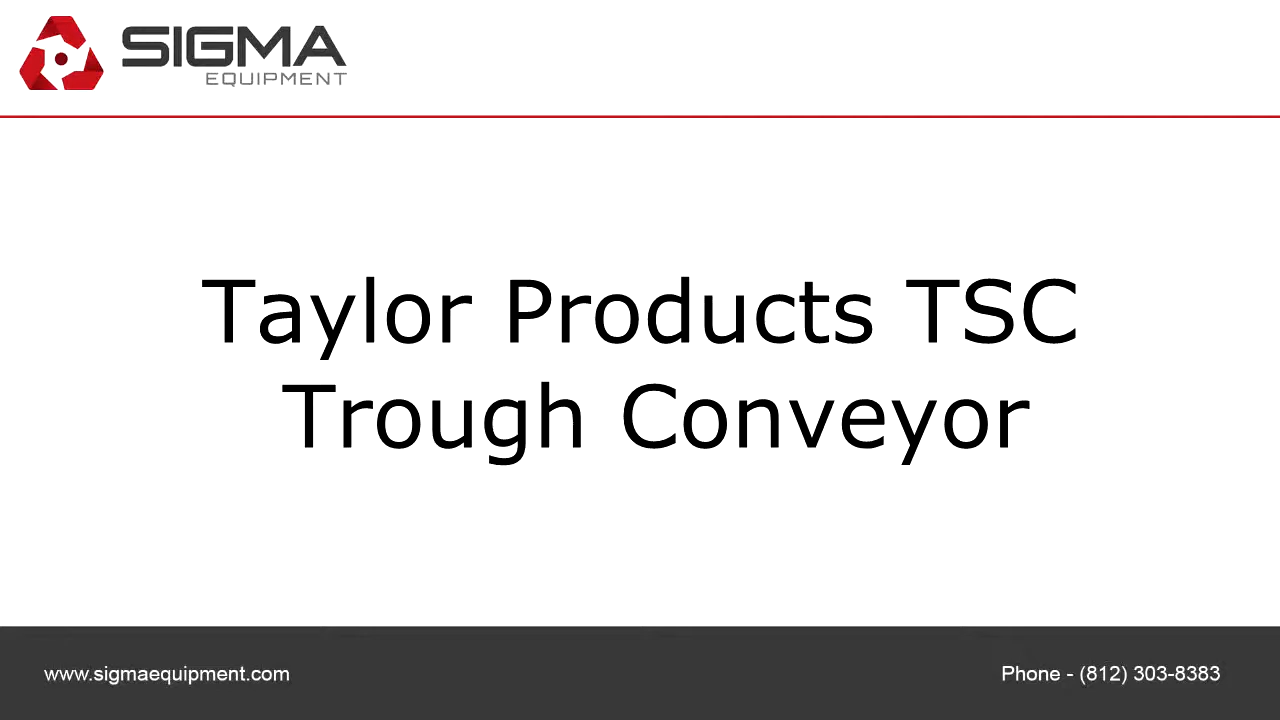 SIGMA
EQUIPMENT
Taylor Products TSC
Trough Conveyor
www.sigmaequipment.com
Phone - (812) 303-8383